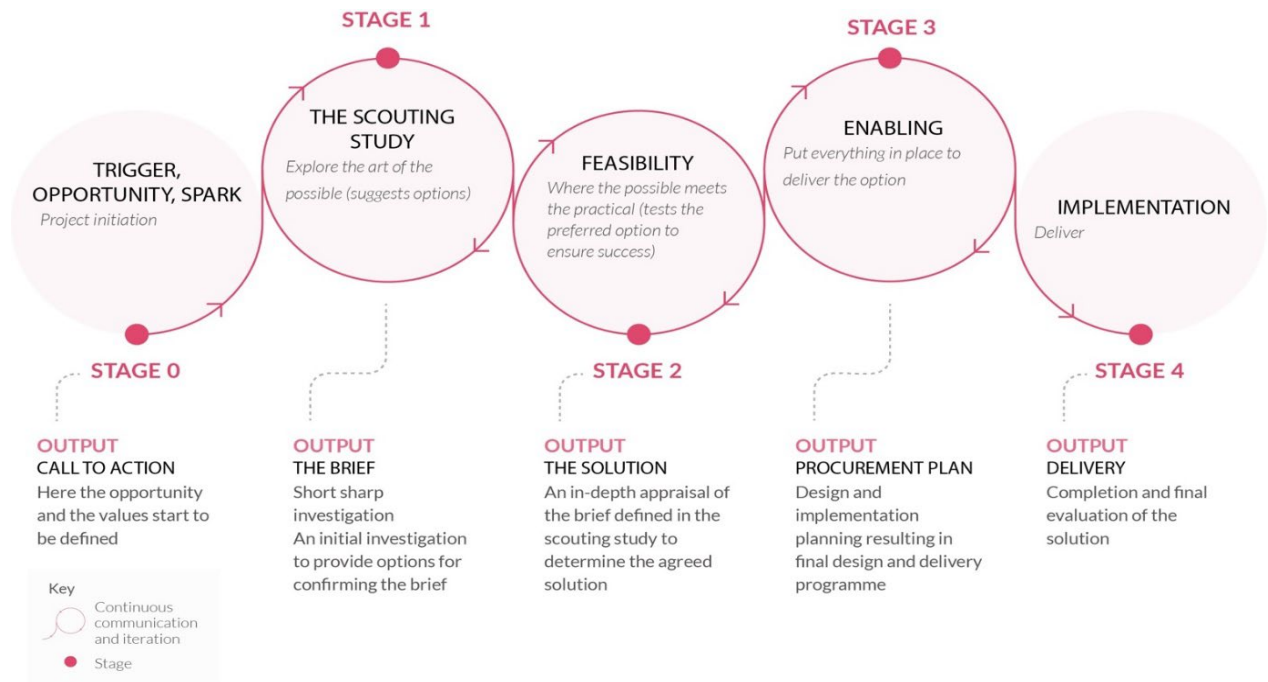 STAGE 1
STAGE 3
THE SCOUTING
STUDY
Explore the art of the
possible (suggests options)
ENABLING
Put everything in place to
deliver the option
TRIGGER,
OPPORTUNITY, SPARK
Project initiation
FEASIBILITY
Where the possible meets
the practical (tests the
preferred option to
ensure success)
IMPLEMENTATION
Deliver
STAGE 0
STAGE 2
STAGE 4
OUTPUT
CALL TO ACTION
Here the opportunity
and the values start to
be defined
OUTPUT
THE BRIEF
Short sharp
investigation
An initial investigation
to provide options for
confirming the brief
OUTPUT
THE SOLUTION
An in-depth appraisal of
the brief defined in the
scouting study to
determine the agreed
solution
OUTPUT
PROCUREMENT PLAN
Design and
implementation
planning resulting in
final design and delivery
programme
OUTPUT
DELIVERY
Completion and final
evaluation of the
solution
Key
Continuous
communication
and iteration
Stage